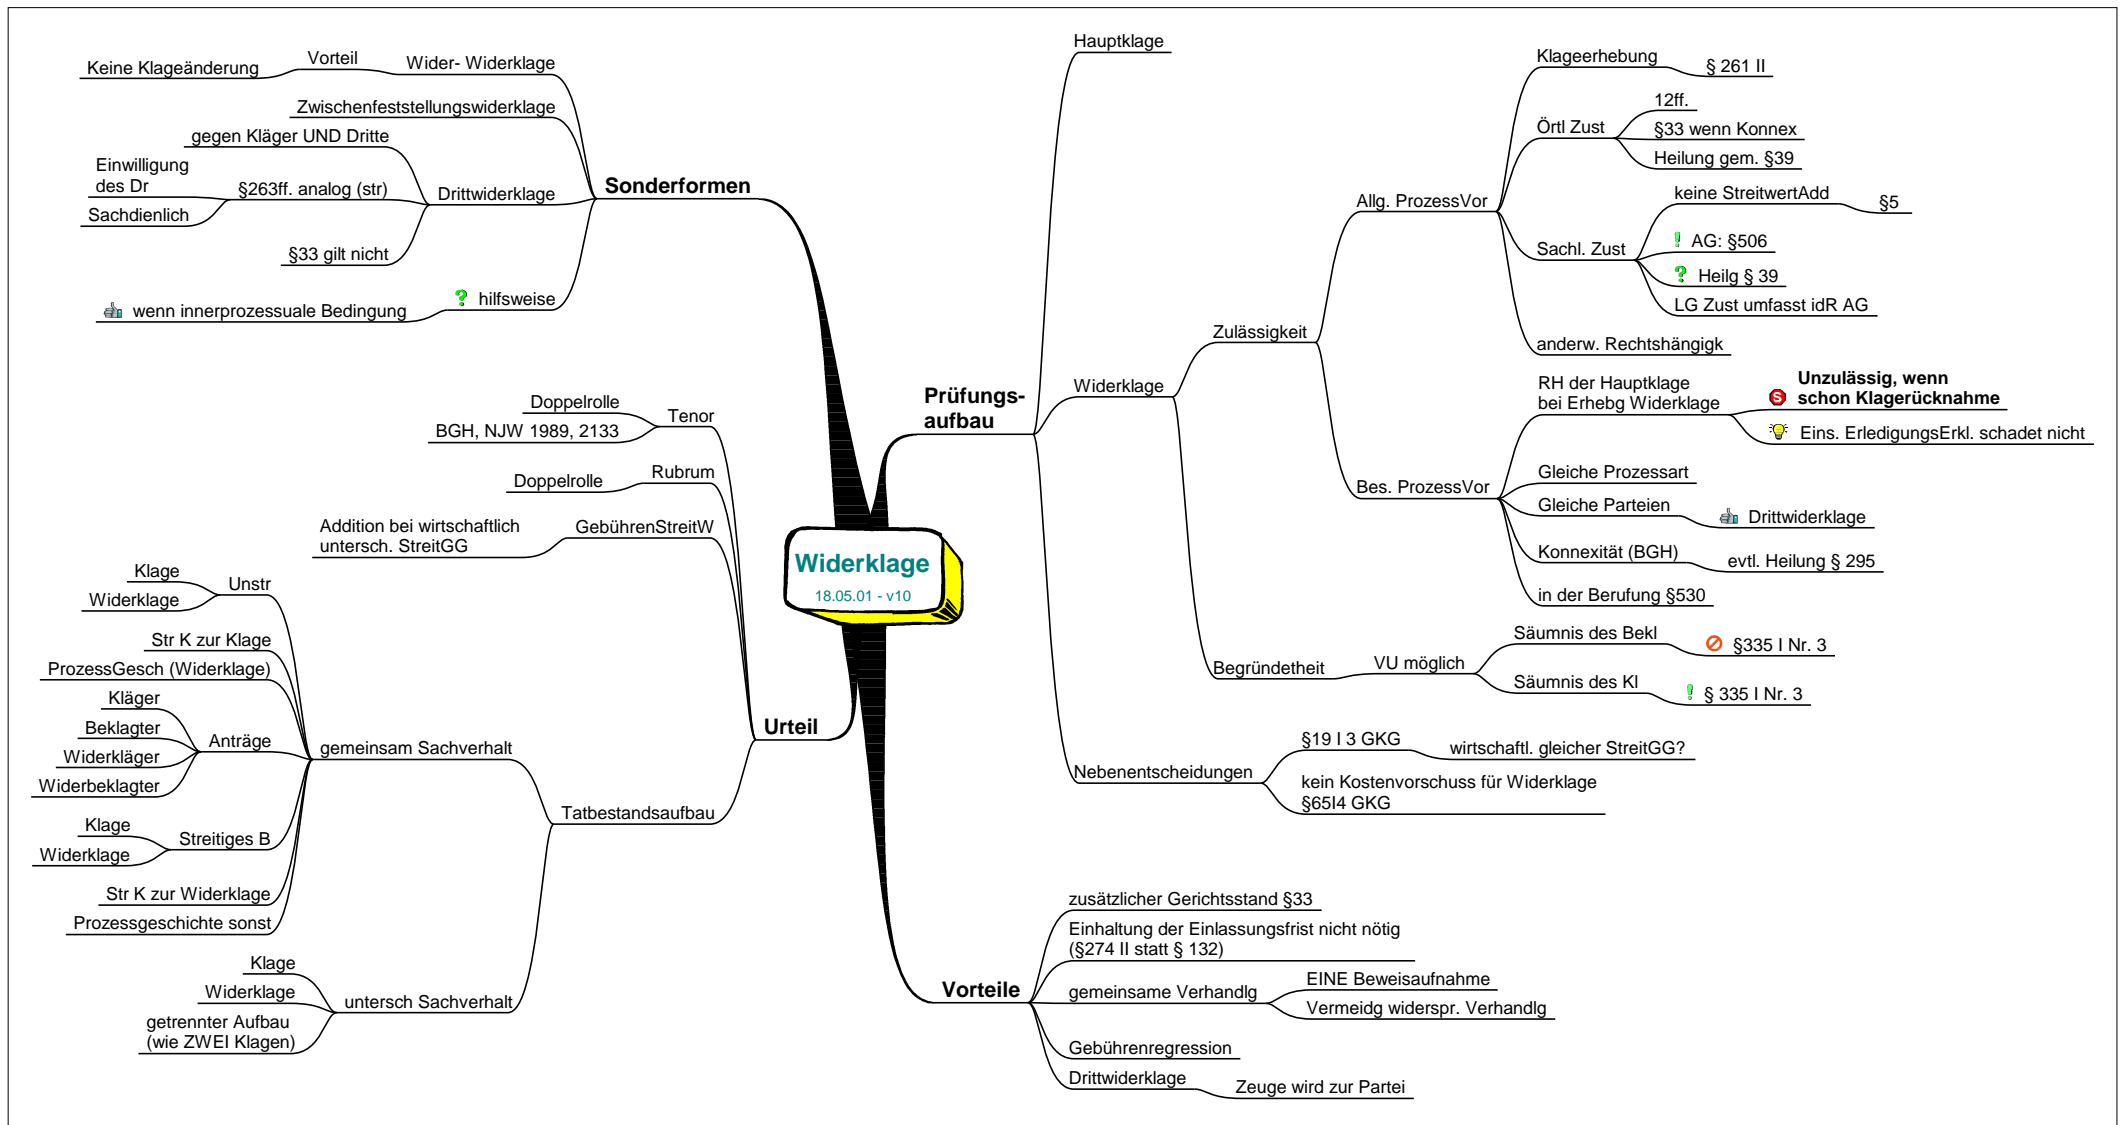 Widerklage
18.05.01 - v10
Prüfungs-
aufbau
Hauptklage
Widerklage
Zulässigkeit
Allg. ProzessVor
Klageerhebung
§ 261 II
Örtl Zust
12ff.
§33 wenn Konnex
Heilung gem. §39
Sachl. Zust
keine StreitwertAdd
§5
AG: §506
Heilg § 39
LG Zust umfasst idR AG
anderw. Rechtshängigk
Bes. ProzessVor
RH der Hauptklage
bei Erhebg Widerklage
Unzulässig, wenn
schon Klagerücknahme
Eins. ErledigungsErkl. schadet nicht
Gleiche Prozessart
Gleiche Parteien
Drittwiderklage
Konnexität (BGH)
evtl. Heilung § 295
in der Berufung §530
Begründetheit
VU möglich
Säumnis des Bekl
§335 I Nr. 3
Säumnis des Kl
§ 335 I Nr. 3
Nebenentscheidungen
§19 I 3 GKG
wirtschaftl. gleicher StreitGG?
kein Kostenvorschuss für Widerklage
§65I4 GKG
Vorteile
zusätzlicher Gerichtsstand §33
Einhaltung der Einlassungsfrist nicht nötig
(§274 II statt § 132)
gemeinsame Verhandlg
EINE Beweisaufnahme
Vermeidg widerspr. Verhandlg
Gebührenregression
Drittwiderklage
Zeuge wird zur Partei
Sonderformen
Wider- Widerklage
Vorteil
Keine Klageänderung
Zwischenfeststellungswiderklage
Drittwiderklage
gegen Kläger UND Dritte
§263ff. analog (str)
Einwilligung
des Dr
Sachdienlich
§33 gilt nicht
hilfsweise
wenn innerprozessuale Bedingung
Urteil
Tenor
Doppelrolle
BGH, NJW 1989, 2133
Rubrum
Doppelrolle
GebührenStreitW
Addition bei wirtschaftlich
untersch. StreitGG
Tatbestandsaufbau
gemeinsam Sachverhalt
Unstr
Klage
Widerklage
Str K zur Klage
ProzessGesch (Widerklage)
Anträge
Kläger
Beklagter
Widerkläger
Widerbeklagter
Streitiges B
Klage
Widerklage
Str K zur Widerklage
Prozessgeschichte sonst
untersch Sachverhalt
Klage
Widerklage
getrennter Aufbau
(wie ZWEI Klagen)